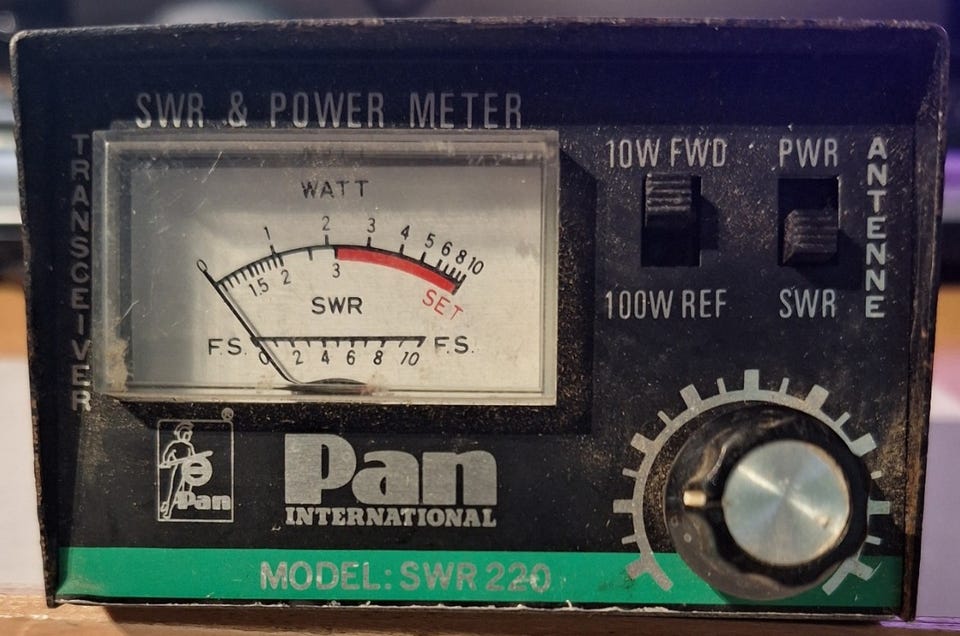 SWR & POWER METER
TRANSCEIVER
WATT
0 1 2 3 4 5 6 8 10
1.5 2 3
SWR
SET
F.S. F.S.
0 2 4 6 8 10
10W FWD PWR
100W REF SWR
ANTENNE
®
Pan
Pan
INTERNATIONAL
MODEL: SWR 220